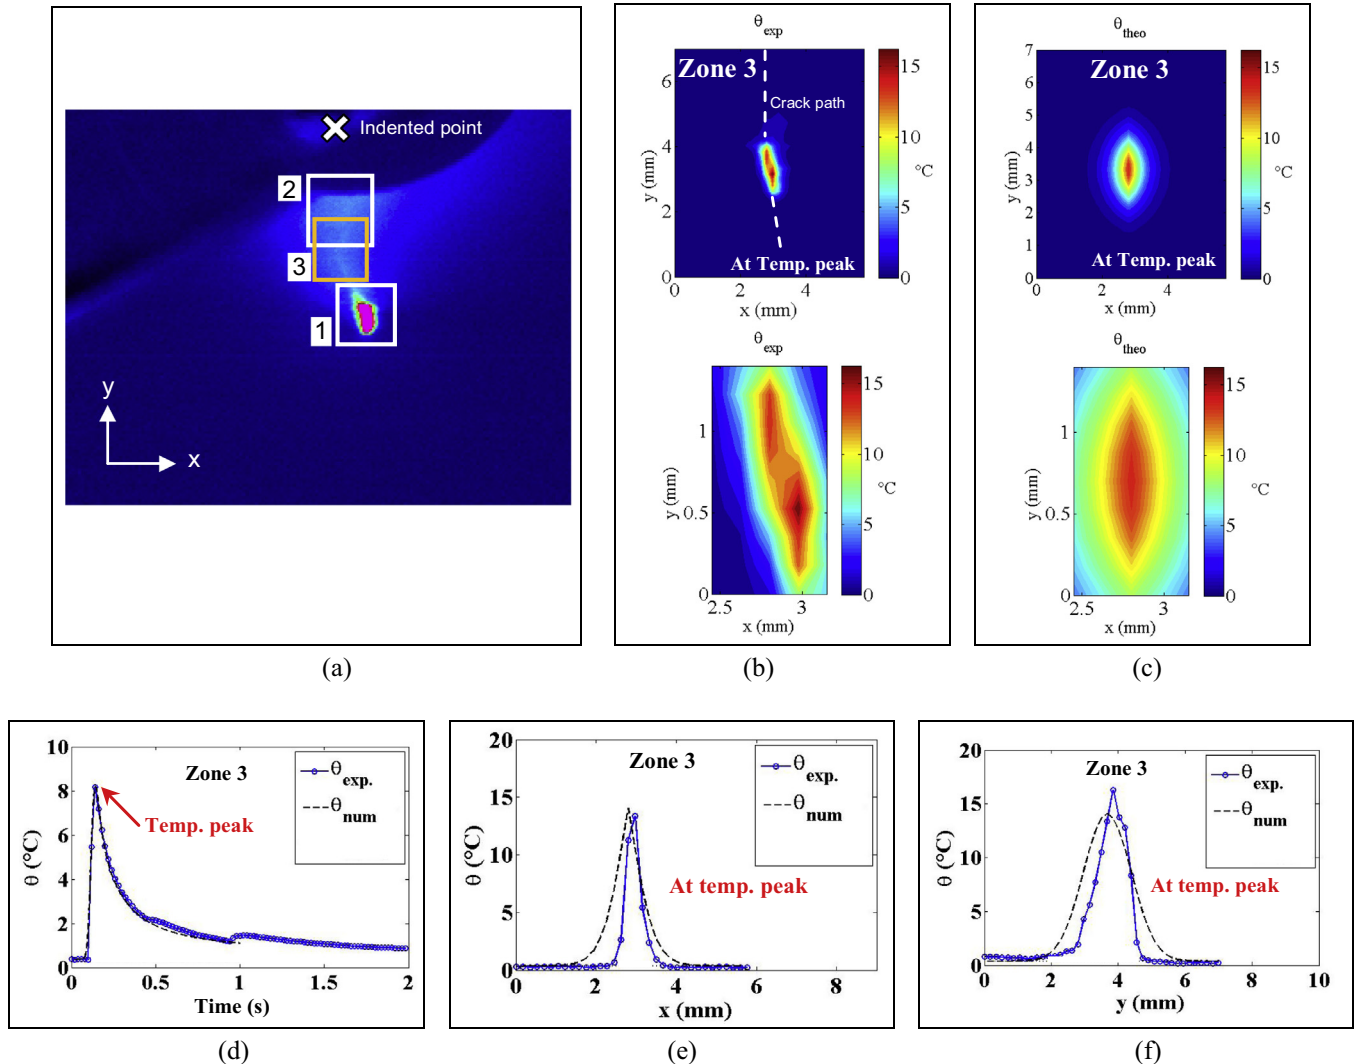 Indented point
2
3
1
y
x
(a)
θexp
Zone 3
Crack path
At Temp. peak
6
4
2
0
0 2 4
y (mm)
x (mm)
15
10
5
0
°C
θexp
1
0.5
0
2.5 3
y (mm)
x (mm)
15
10
5
0
°C
(b)
θtheo
Zone 3
At Temp. peak
7
6
5
4
3
2
1
0
0 2 4
y (mm)
x (mm)
15
10
5
0
°C
θtheo
1
0.5
0
2.5 3
y (mm)
x (mm)
15
10
5
0
°C
(c)
10
8
6
4
2
0
0 0.5 1 1.5 2
θ (°C)
Time (s)
Zone 3
Temp. peak
θexp.
θnum
(d)
20
15
10
5
0
0 2 4 6 8
θ (°C)
x (mm)
Zone 3
At temp. peak
θexp.
θnum
(e)
20
15
10
5
0
0 2 4 6 8 10
θ (°C)
y (mm)
Zone 3
At temp. peak
θexp.
θnum
(f)